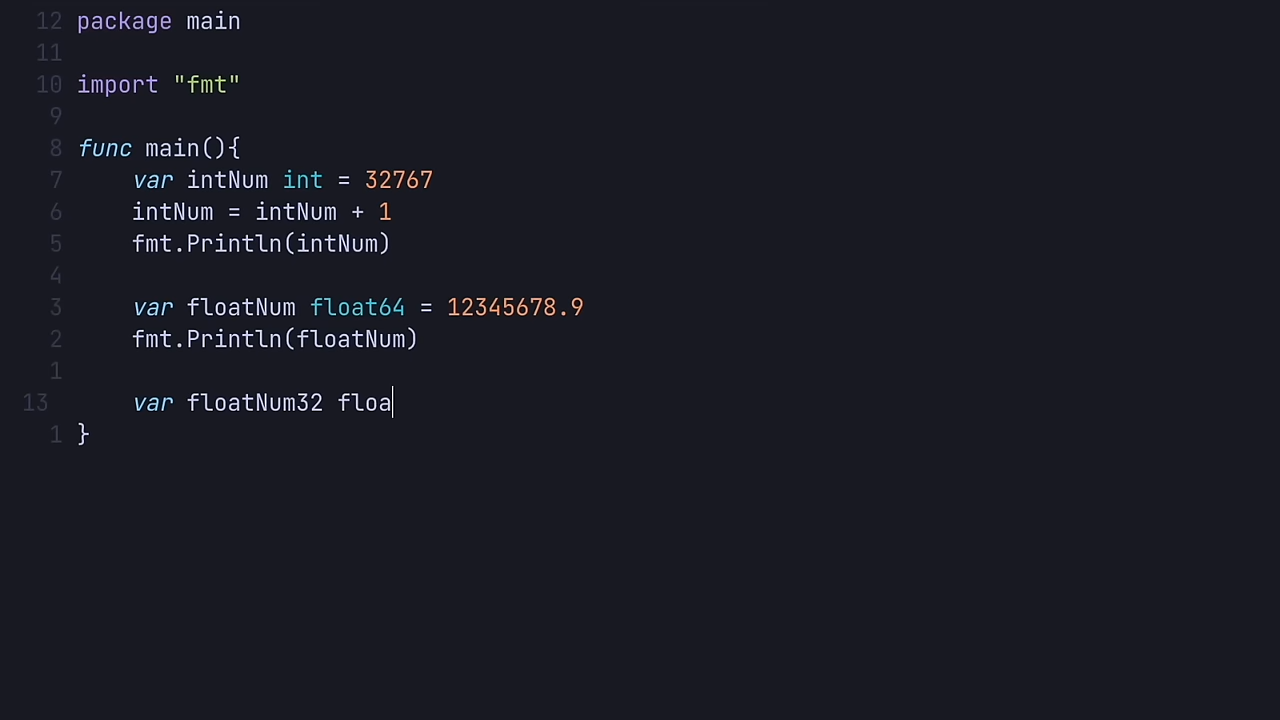 12 package main
11
10 import "fmt"
9
8 func main(){
7 var intNum int = 32767
6 intNum = intNum + 1
5 fmt.Println(intNum)
4
3 var floatNum float64 = 12345678.9
2 fmt.Println(floatNum)
1
13 var floatNum32 floa
1 }